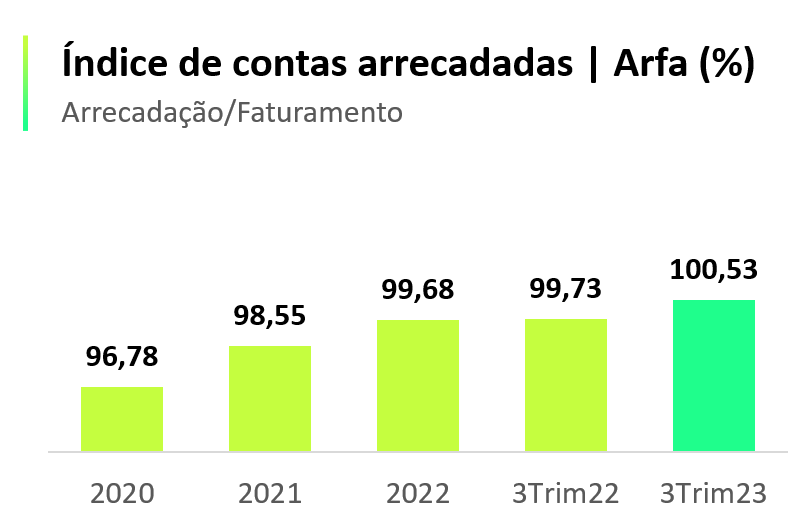 Índice de contas arrecadadas | Arfa (%)
Arrecadação/Faturamento
96,78
98,55
99,68
99,73
100,53
2020
2021
2022
3Trim22
3Trim23